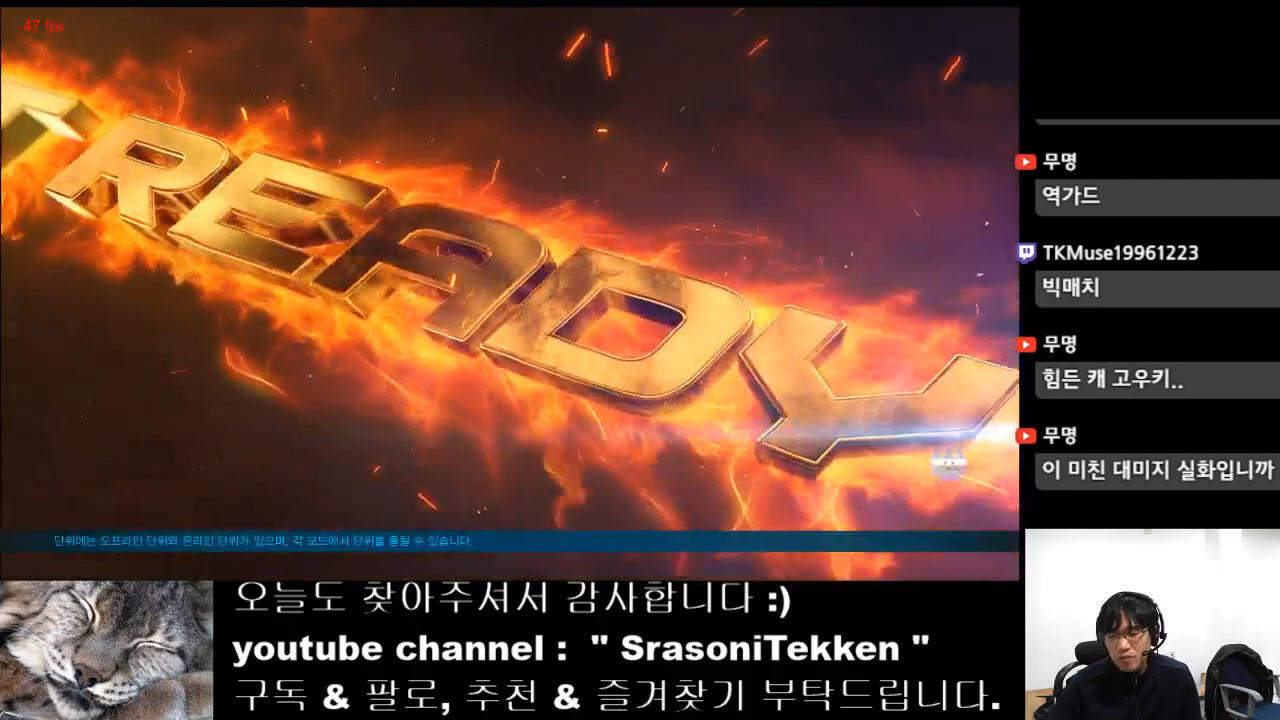 47 fps
READY
단위에는 오프라인 단위와 온라인 단위가 있으며, 각 모드에서 단위를 올릴 수 있습니다.
무명
역가드
TKMuse19961223
빅매치
무명
힘든 캐 고우키..
무명
이 미친 대미지 실화입니까
오늘도 찾아주셔서 감사합니다 :)
youtube channel : " SrasoniTekken "
구독 & 팔로, 추천 & 즐겨찾기 부탁드립니다.